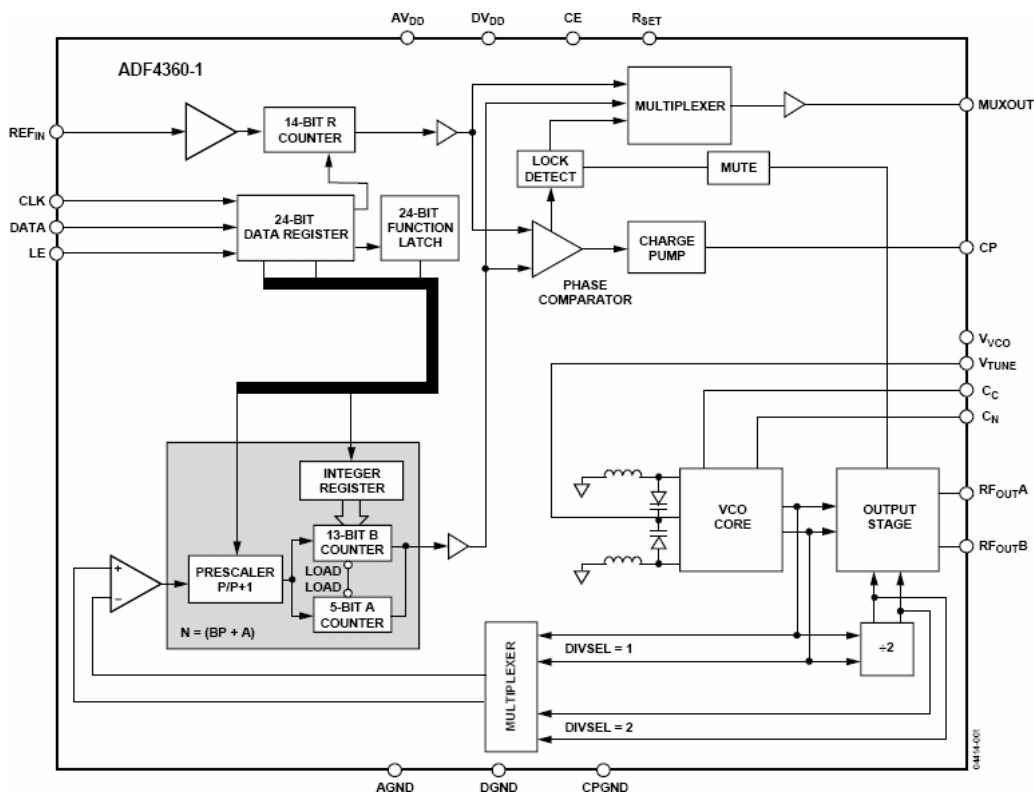 AVDD
DVDD
CE
RSET
ADF4360-1
REFIN
14-BIT R
COUNTER
MULTIPLEXER
MUXOUT
LOCK
DETECT
MUTE
CLK
DATA
LE
24-BIT
DATA REGISTER
24-BIT
FUNCTION
LATCH
CHARGE
PUMP
CP
PHASE
COMPARATOR
VVCO
VTUNE
CC
CN
INTEGER
REGISTER
13-BIT B
COUNTER
LOAD
LOAD
5-BIT A
COUNTER
PRESCALER
P/P+1
+
−
N = (BP + A)
VCO
CORE
OUTPUT
STAGE
RFOUTA
RFOUTB
MULTIPLEXER
DIVSEL = 1
DIVSEL = 2
÷2
04414-001
AGND
DGND
CPGND